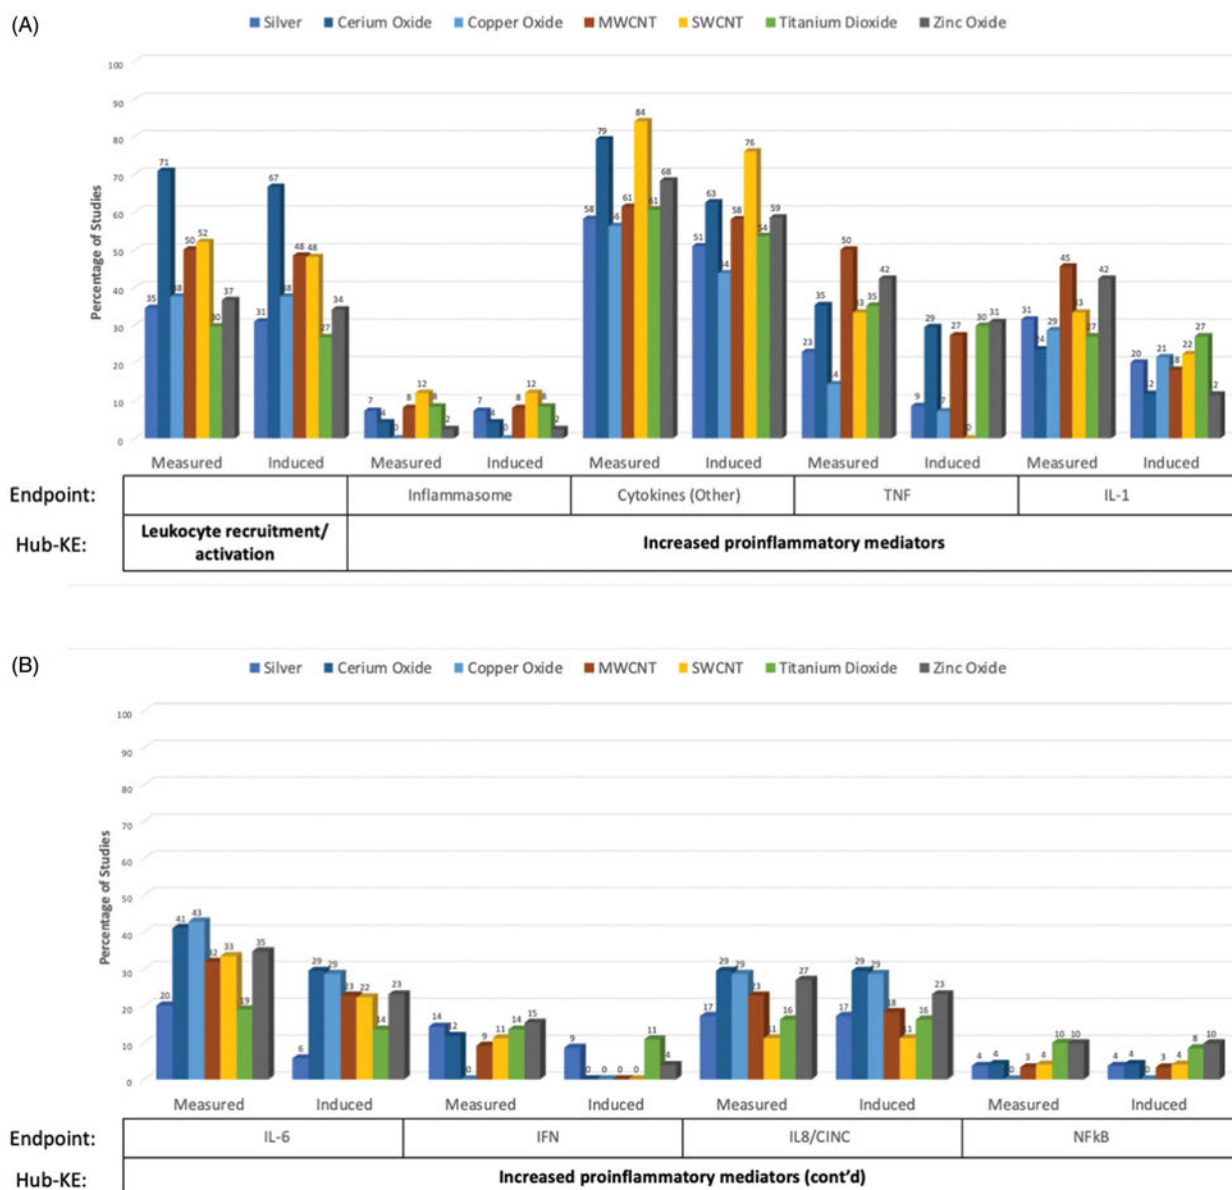 (A)
Silver Cerium Oxide Copper Oxide MWCNT SWCNT Titanium Dioxide Zinc Oxide
Percentage of Studies
100
90
80
70
60
50
40
30
20
10
0
35 71 38 50 52 30 37
31 67 38 48 48 27 34
7 4 0 8 12 8 2
7 4 0 8 12 8 2
58 79 56 61 84 61 68
51 63 44 58 76 54 59
23 35 14 50 33 35 42
9 29 7 27 0 30 31
31 24 29 45 33 27 42
20 12 21 18 22 27 12
Measured Induced Measured Induced Measured Induced Measured Induced Measured Induced
Endpoint: Inflammasome Cytokines (Other) TNF IL-1
Hub-KE: Leukocyte recruitment/
activation
Increased proinflammatory mediators
(B)
Silver Cerium Oxide Copper Oxide MWCNT SWCNT Titanium Dioxide Zinc Oxide
Percentage of Studies
100
90
80
70
60
50
40
30
20
10
0
20 41 43 32 33 19 35
6 29 29 23 22 14 23
14 12 0 9 11 14 15
9 0 0 0 0 11 4
17 29 29 23 11 16 27
17 29 29 18 11 16 23
4 4 0 3 4 10 10
4 4 0 3 4 8 10
Measured Induced Measured Induced Measured Induced Measured Induced
Endpoint: IL-6 IFN IL8/CINC NFkB
Hub-KE: Increased proinflammatory mediators (cont'd)